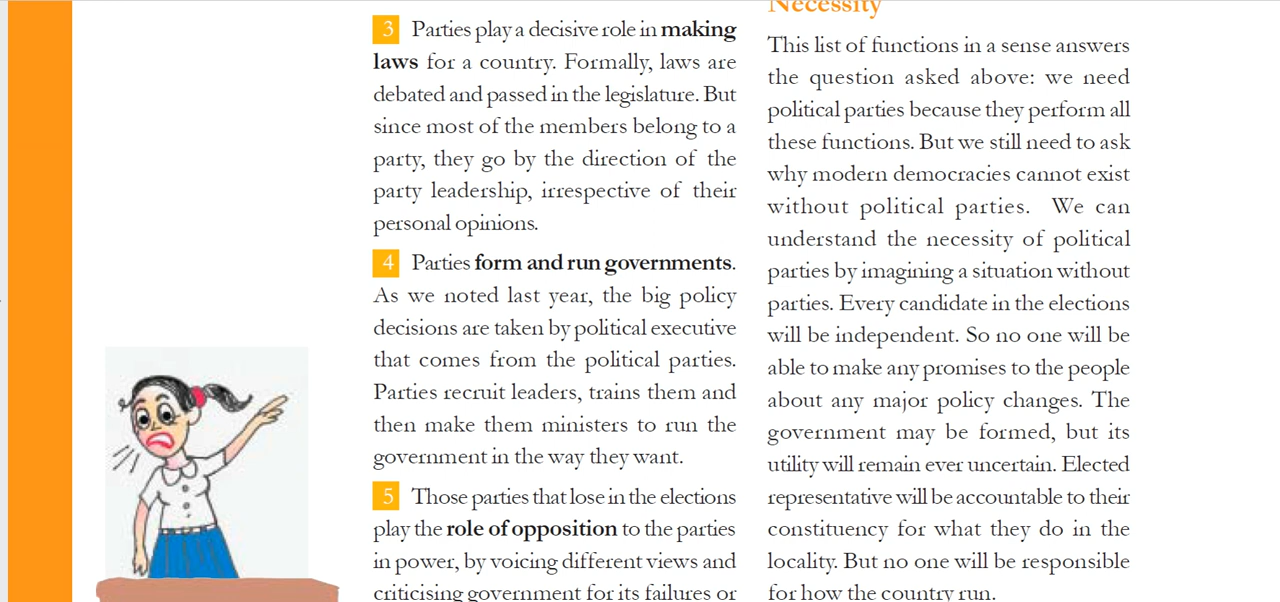 3 Parties play a decisive role in making
laws for a country. Formally, laws are
debated and passed in the legislature. But
since most of the members belong to a
party, they go by the direction of the
party leadership, irrespective of their
personal opinions.
4 Parties form and run governments.
As we noted last year, the big policy
decisions are taken by political executive
that comes from the political parties.
Parties recruit leaders, trains them and
then make them ministers to run the
government in the way they want.
5 Those parties that lose in the elections
play the role of opposition to the parties
in power, by voicing different views and
criticising government for its failures or
Necessity
This list of functions in a sense answers
the question asked above: we need
political parties because they perform all
these functions. But we still need to ask
why modern democracies cannot exist
without political parties. We can
understand the necessity of political
parties by imagining a situation without
parties. Every candidate in the elections
will be independent. So no one will be
able to make any promises to the people
about any major policy changes. The
government may be formed, but its
utility will remain ever uncertain. Elected
representative will be accountable to their
constituency for what they do in the
locality. But no one will be responsible
for how the country run.